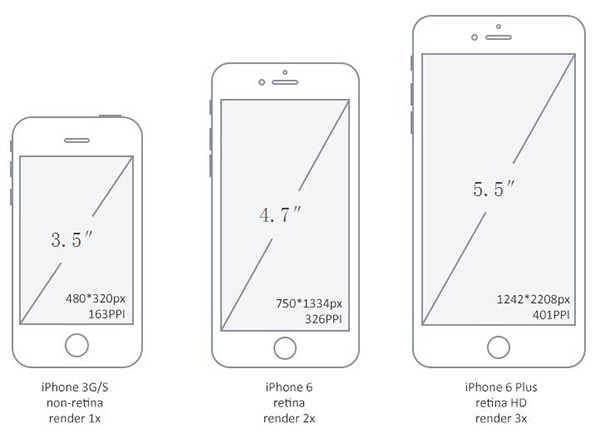 3.5"
480*320px
163PPI
iPhone 3G/S
non-retina
render 1x
4.7"
750*1334px
326PPI
iPhone 6
retina
render 2x
5.5"
1242*2208px
401PPI
iPhone 6 Plus
retina HD
render 3x